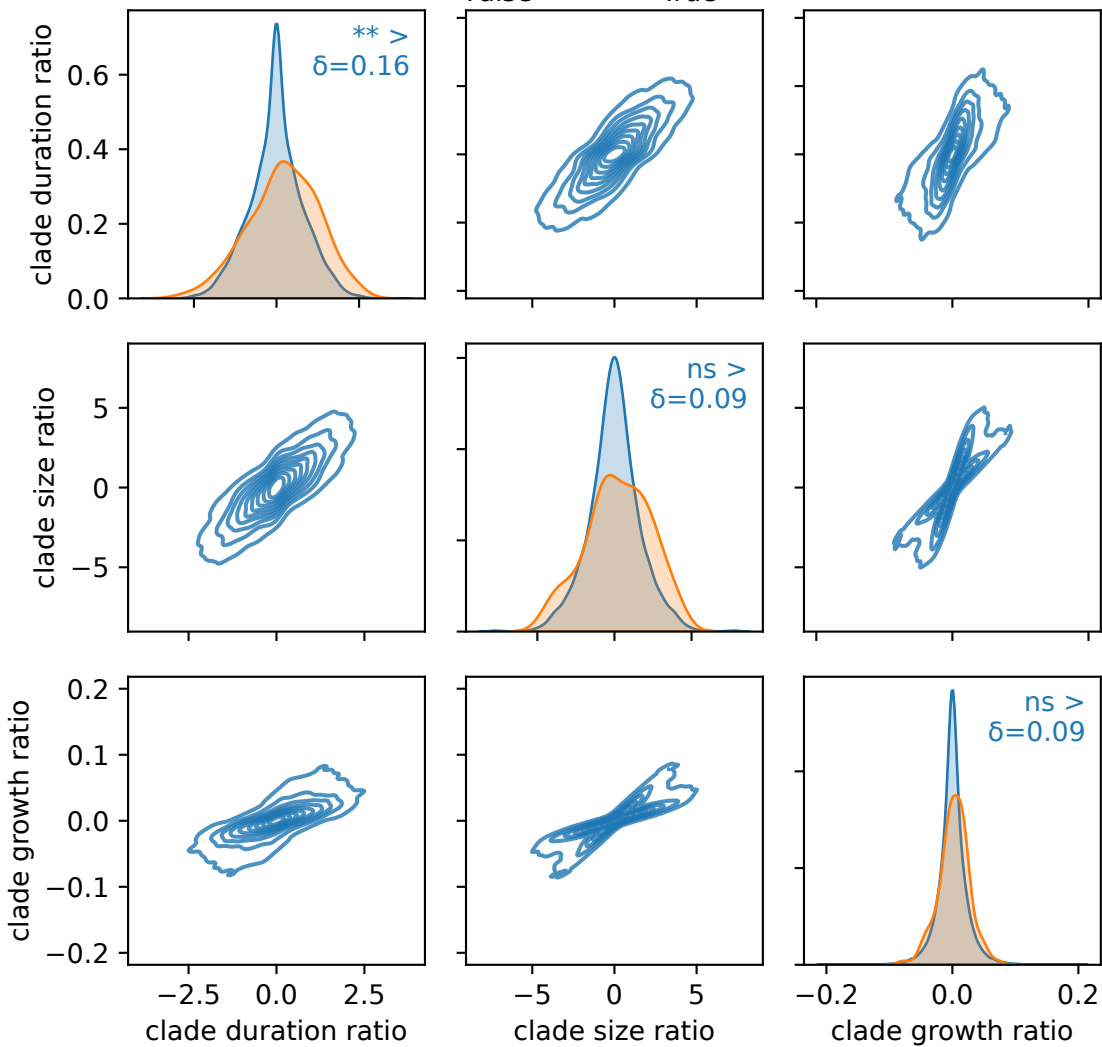 clade duration ratio
0.6
0.4
0.2
0.0
** >
δ=0.16
clade size ratio
5
0
−5
ns >
δ=0.09
clade growth ratio
0.2
0.1
0.0
−0.1
−0.2
ns >
δ=0.09
−2.5
0.0
2.5
−5
0
5
−0.2
0.0
0.2
clade duration ratio
clade size ratio
clade growth ratio